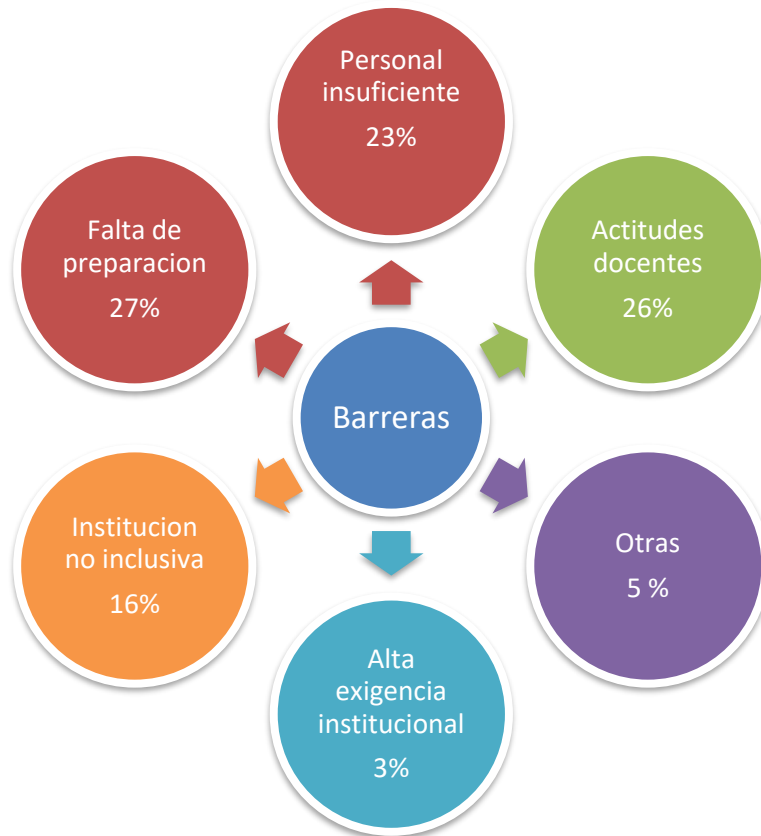 Personal
insuficiente
23%
Falta de
preparacion
27%
Actitudes
docentes
26%
Barreras
Institucion
no inclusiva
16%
Otras
5 %
Alta
exigencia
institucional
3%